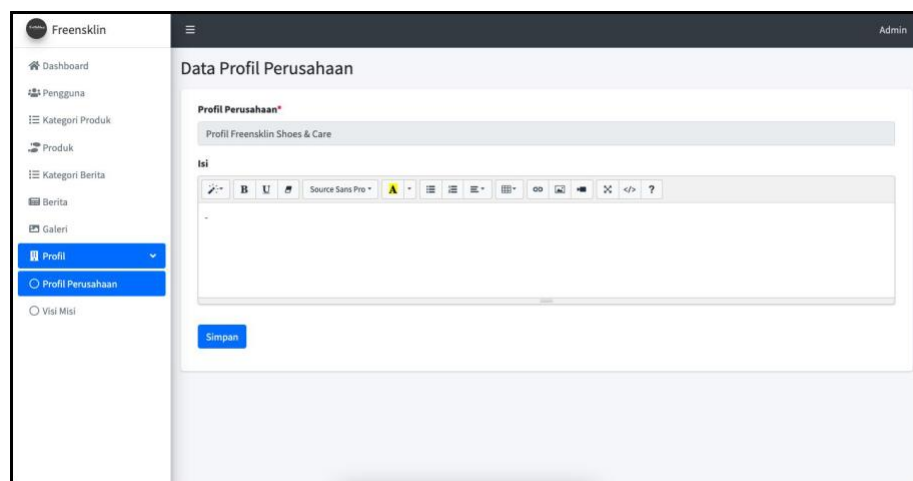 Freensklin
Admin
Dashboard
Pengguna
Kategori Produk
Produk
Kategori Berita
Berita
Galeri
Profil
Profil Perusahaan
Visi Misi
Data Profil Perusahaan
Profil Perusahaan*
Profil Freensklin Shoes & Care
Isi
B U Source Sans Pro A </> ?
-
Simpan